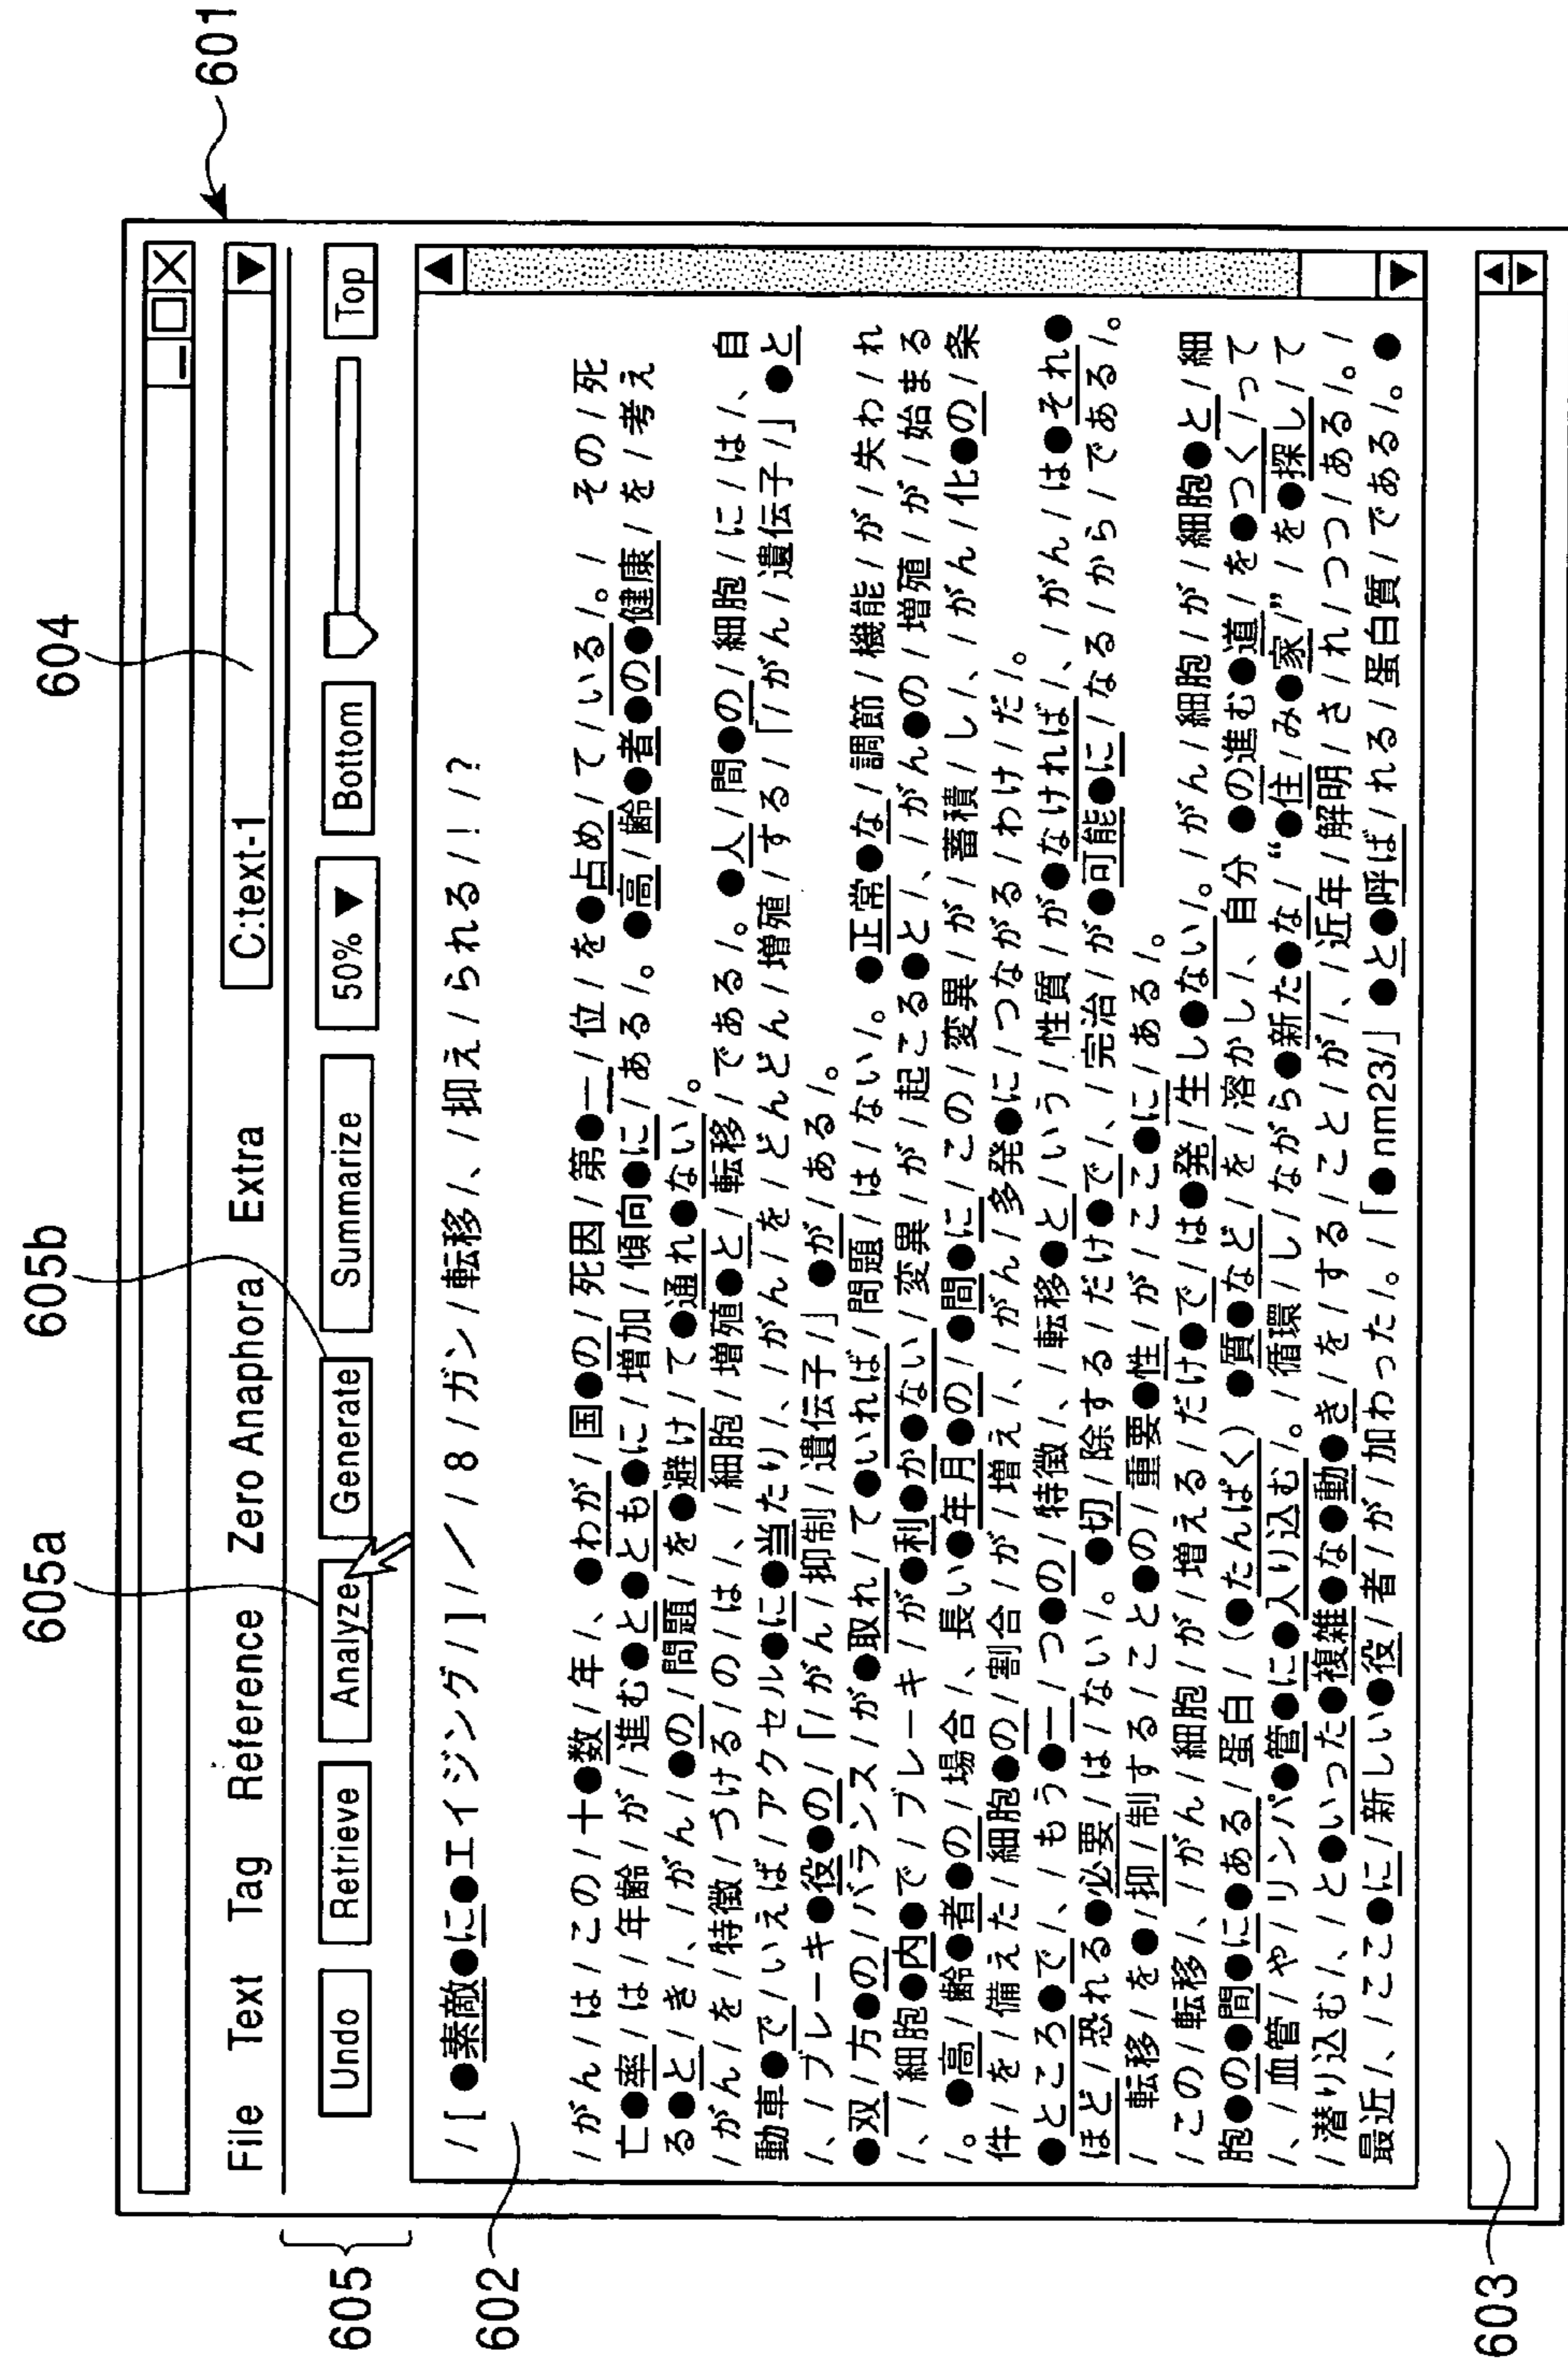 601
604
605b
605a
605
602
603
File Text Tag Reference Zero Anaphora Extra
C:text-1
Undo Retrieve Analyze Generate Summarize 50% ▼ Bottom Top
/[●素敵●に●エイジング/]/／/８/ガン/転移/、/抑え/られる/！/？
/がん/は/この/十●数/年/、●わが/国●の/死因/第●一/位/を●占め/て/いる/。/ その/死
亡●率/は/年齢/が/進む●と●とも●に/増加/傾向●に/ある/。●高/齢●者●の●健康/を/考え
る●と/き/、/がん/●の/問題/を●避け/て●通れ●ない/。
/がん/を/特徴/づける/の/は/、/細胞/増殖●と/転移/である/。●人/間●の/細胞/に/は/、自
動車●で/いえば/アクセル●に●当たり/、/がん/を/どんどん/増殖/する/「/がん/遺伝子/」●と
/、/ブレーキ●役●の/「/がん/抑制/遺伝子/」●が/ある/。
●双/方●の/バランス/が●取れ/て●いれば/問題/は/ない/。●正常●な/調節/機能/が/失わ/れ
/、/細胞●内●で/ブレーキ/が●利●か●ない/変異/が/起こる●と/、/がん●の/増殖/が/始まる
/。●高/齢●者●の/場合/、長い●年月●の/●間●に/この/変異/が/蓄積/し/、/がん/化●の/条
件/を/備えた/細胞●の/割合/が/増え/、/がん/多発●に/つながる/わけ/だ/。
●ところ●で/、/もう●一/つ●の/特徴/、/転移●と/いう/性質/が●なければ/、/がん/は●それ●
ほど/恐れる●必要/は/ない/。●切/除する/だけ●で/、/完治/が●可能●に/なる/から/である/。
/ 転移/を●/抑/制する/こと●の/重要●性/が/ここ●に/ある/。
/この/転移/、/がん/細胞/が/増える/だけ●で/は●発/生し●ない/。/がん/細胞/が/細胞●と/細
胞●の●間●に●ある/蛋白/（●たんぱく）●質●など/を/溶かし/、自分●の進む●道/を●つく/って
/、/血管/や/リンパ●管●に●入り込む/。/循環/し/ながら●新た●な/“●住/み●家”/を●探し/て
/潜り込む/、/と●いった●複雑●な●動●き/を/する/こと/が/、/近年/解明/さ/れ/つつ/ある/。/
最近/、/ここ●に/新しい●役/者/が/加わった/。/「●nm23/」●と●呼ば/れる/蛋白質/である/。●